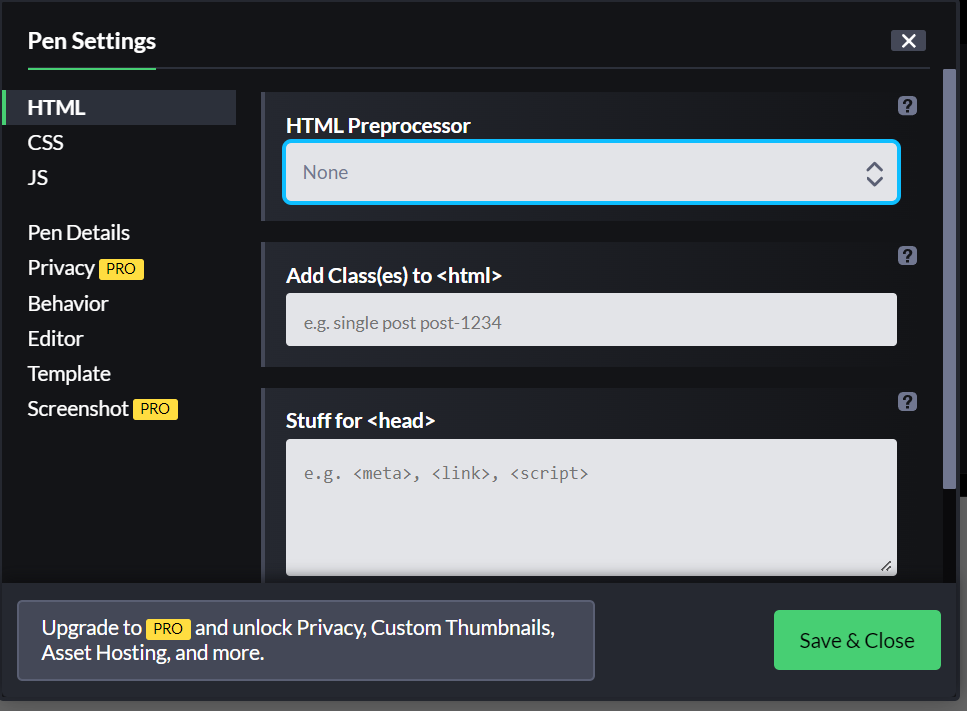 Pen Settings
HTML
CSS
JS
Pen Details
Privacy PRO
Behavior
Editor
Template
Screenshot PRO
?
HTML Preprocessor
None
?
Add Class(es) to <html>
e.g. single post post-1234
?
Stuff for <head>
e.g. <meta>, <link>, <script>
Upgrade to PRO and unlock Privacy, Custom Thumbnails,
Asset Hosting, and more.
Save & Close